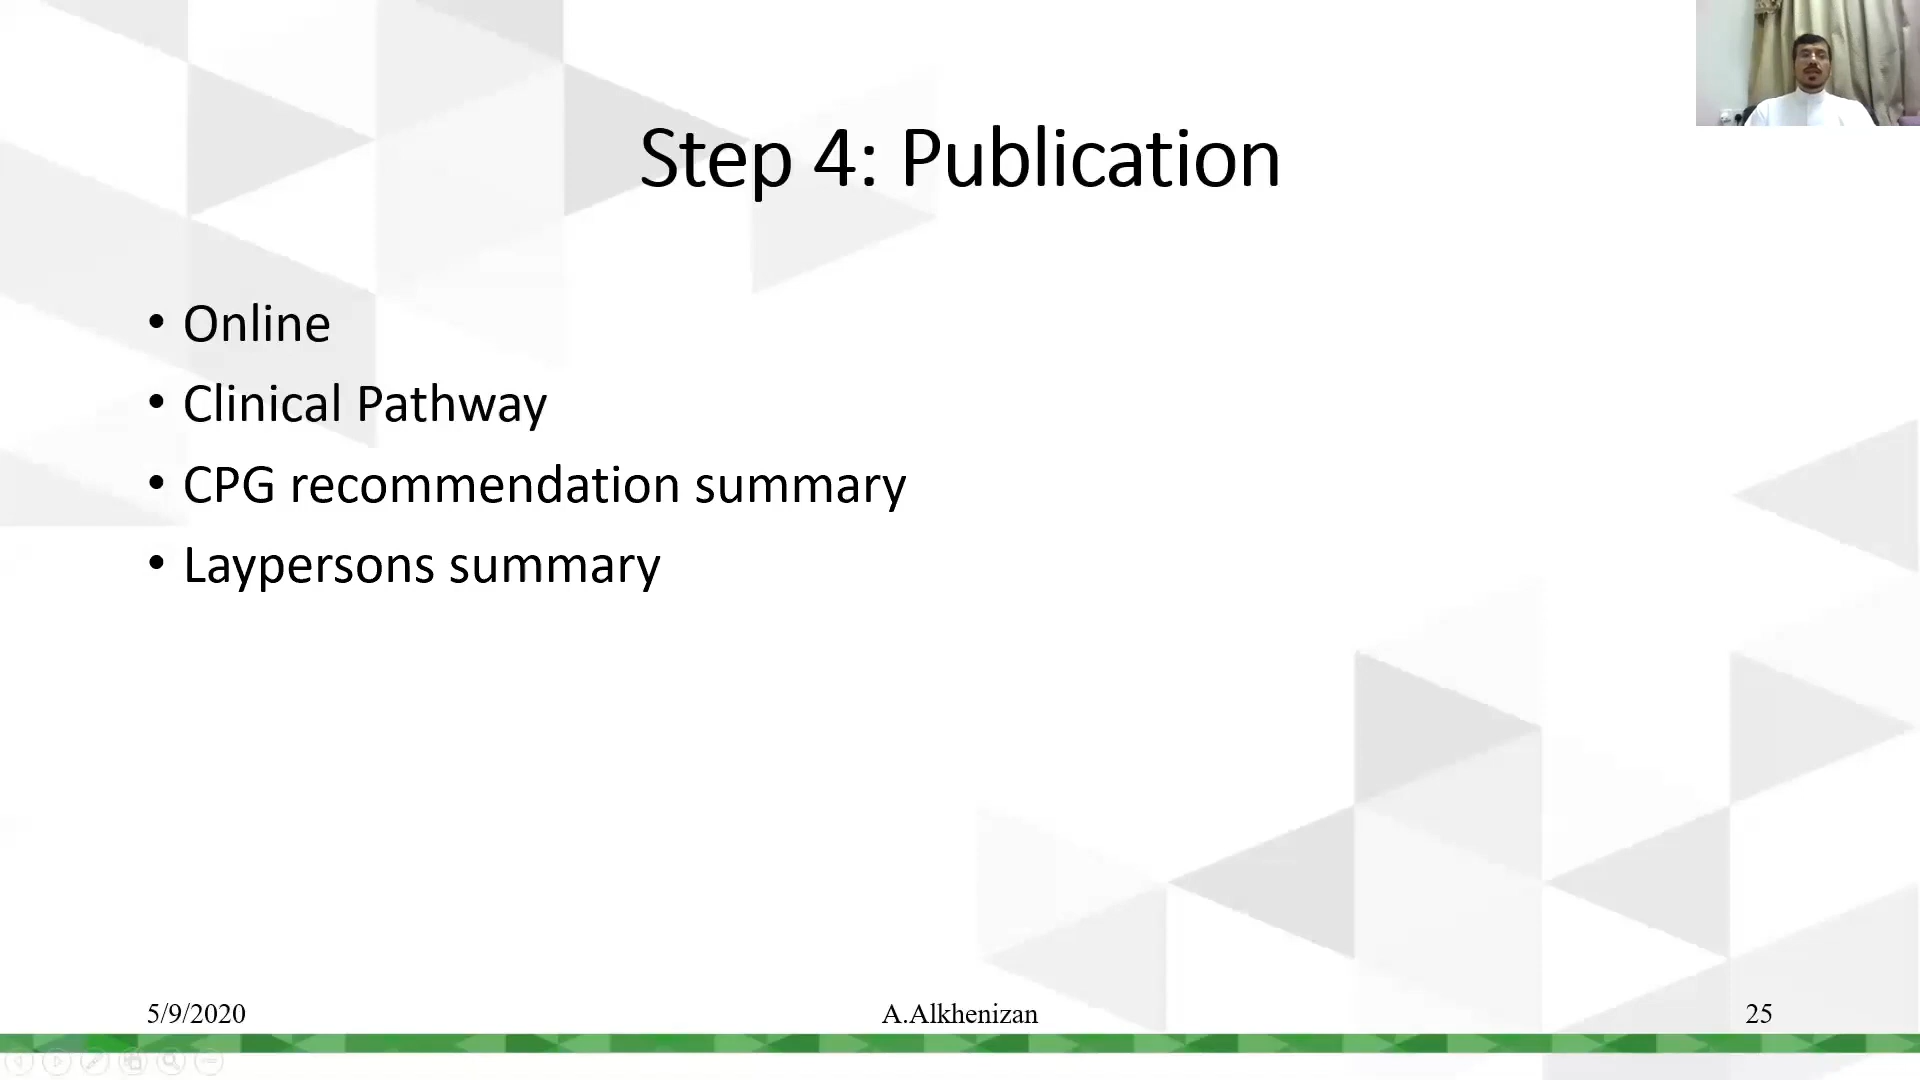 Step 4: Publication
• Online
• Clinical Pathway
• CPG recommendation summary
• Laypersons summary
5/9/2020
A.Alkhenizan
25